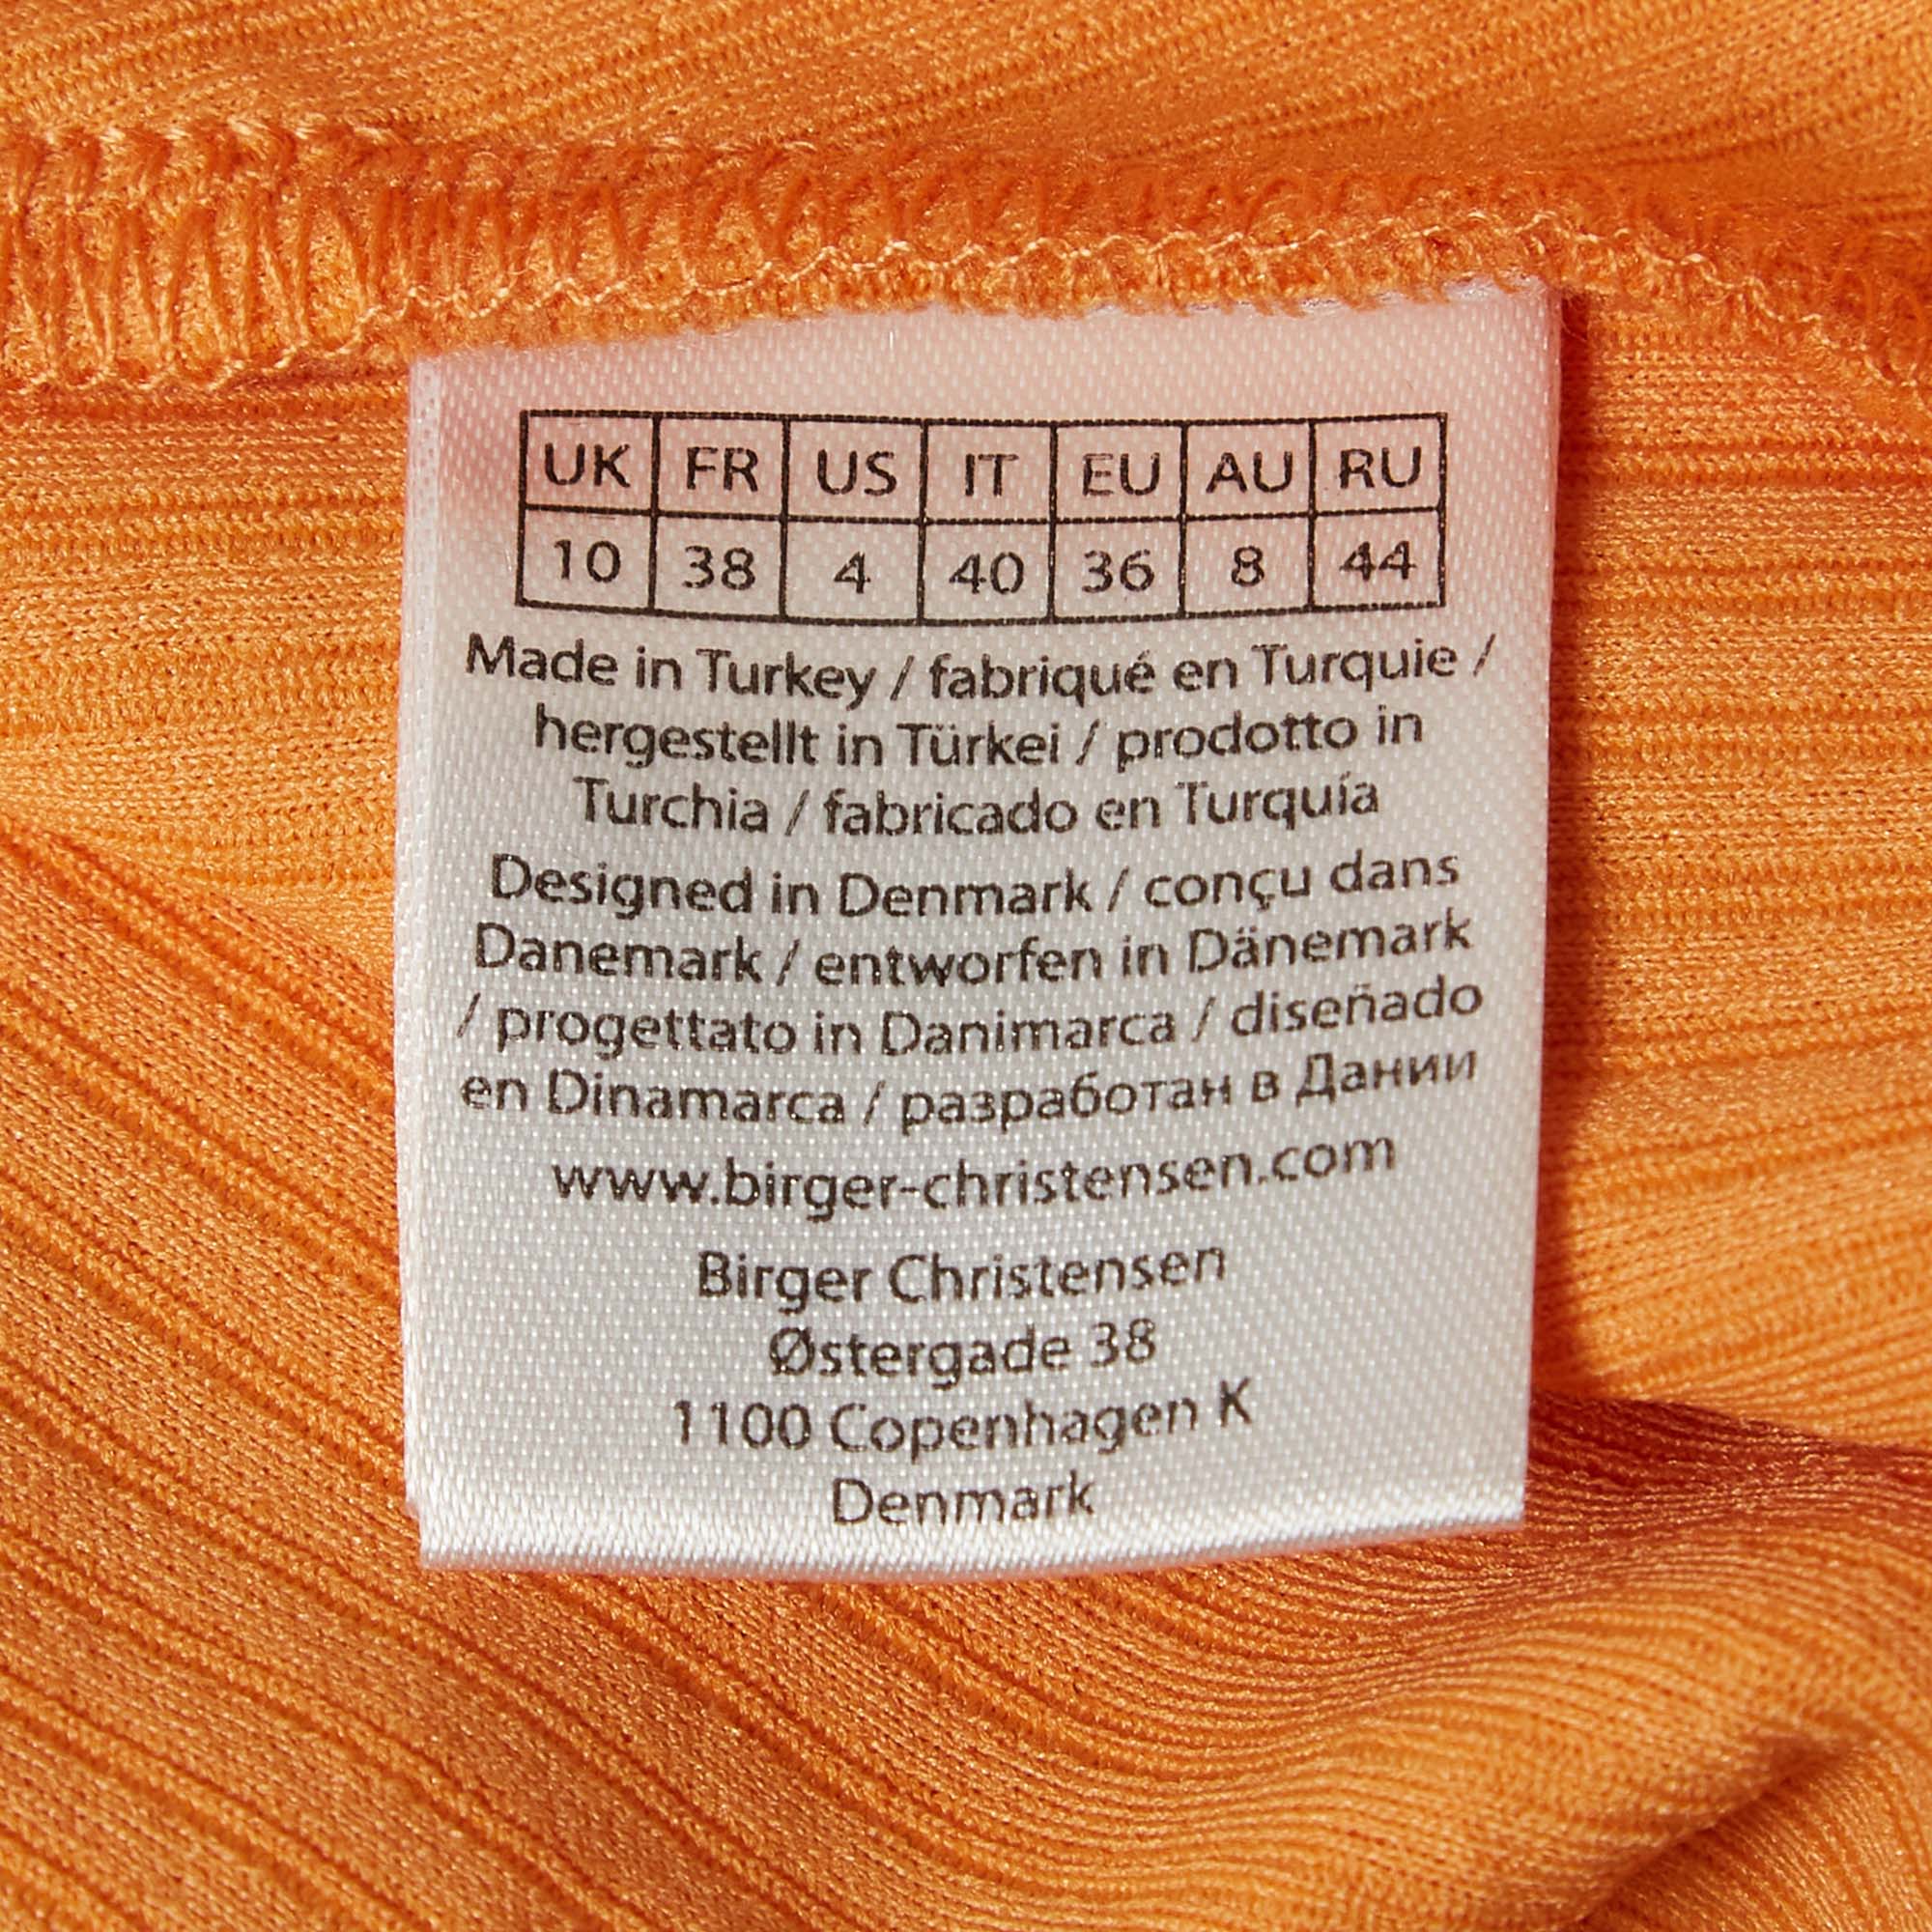 UK FR US IT EU AU RU
10 38 4 40 36 8 44
Made in Turkey / fabriqué en Turquie /
hergestellt in Türkei / prodotto in
Turchia / fabricado en Turquía
Designed in Denmark / conçu dans
Danemark / entworfen in Dänemark
/ progettato in Danimarca / diseñado
en Dinamarca / разработан в Дании
www.birger-christensen.com
Birger Christensen
Østergade 38
1100 Copenhagen K
Denmark